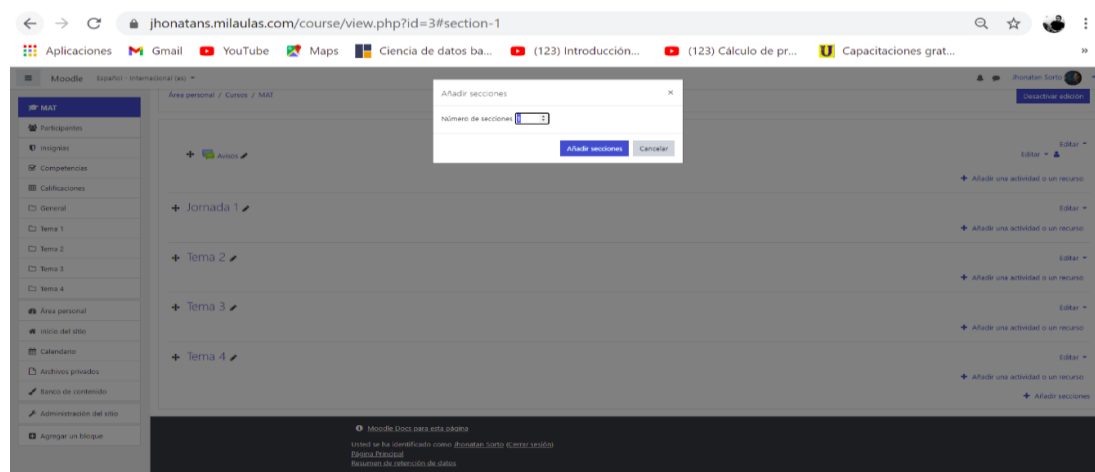 jhonatans.milaulas.com/course/view.php?id=3#section-1
Aplicaciones Gmail YouTube Maps Ciencia de datos ba... (123) Introducción... (123) Cálculo de pr... Capacitaciones grat... »
Moodle Español - Internacional (es) Jhonatan Sorto
Área personal / Cursos / MAT
Desactivar edición
MAT
Participantes
Insignias
Competencias
Calificaciones
General
Tema 1
Tema 2
Tema 3
Tema 4
Área personal
Inicio del sitio
Calendario
Archivos privados
Banco de contenido
Administración del sitio
Agregar un bloque
Añadir secciones ×
Número de secciones 1
Añadir secciones Cancelar
Editar
Avisos Editar
+ Añadir una actividad o un recurso
Jornada 1 Editar
+ Añadir una actividad o un recurso
Tema 2 Editar
+ Añadir una actividad o un recurso
Tema 3 Editar
+ Añadir una actividad o un recurso
Tema 4 Editar
+ Añadir una actividad o un recurso
+ Añadir secciones
Moodle Docs para esta página
Usted se ha identificado como Jhonatan Sorto (Cerrar sesión)
Página Principal
Resumen de retención de datos